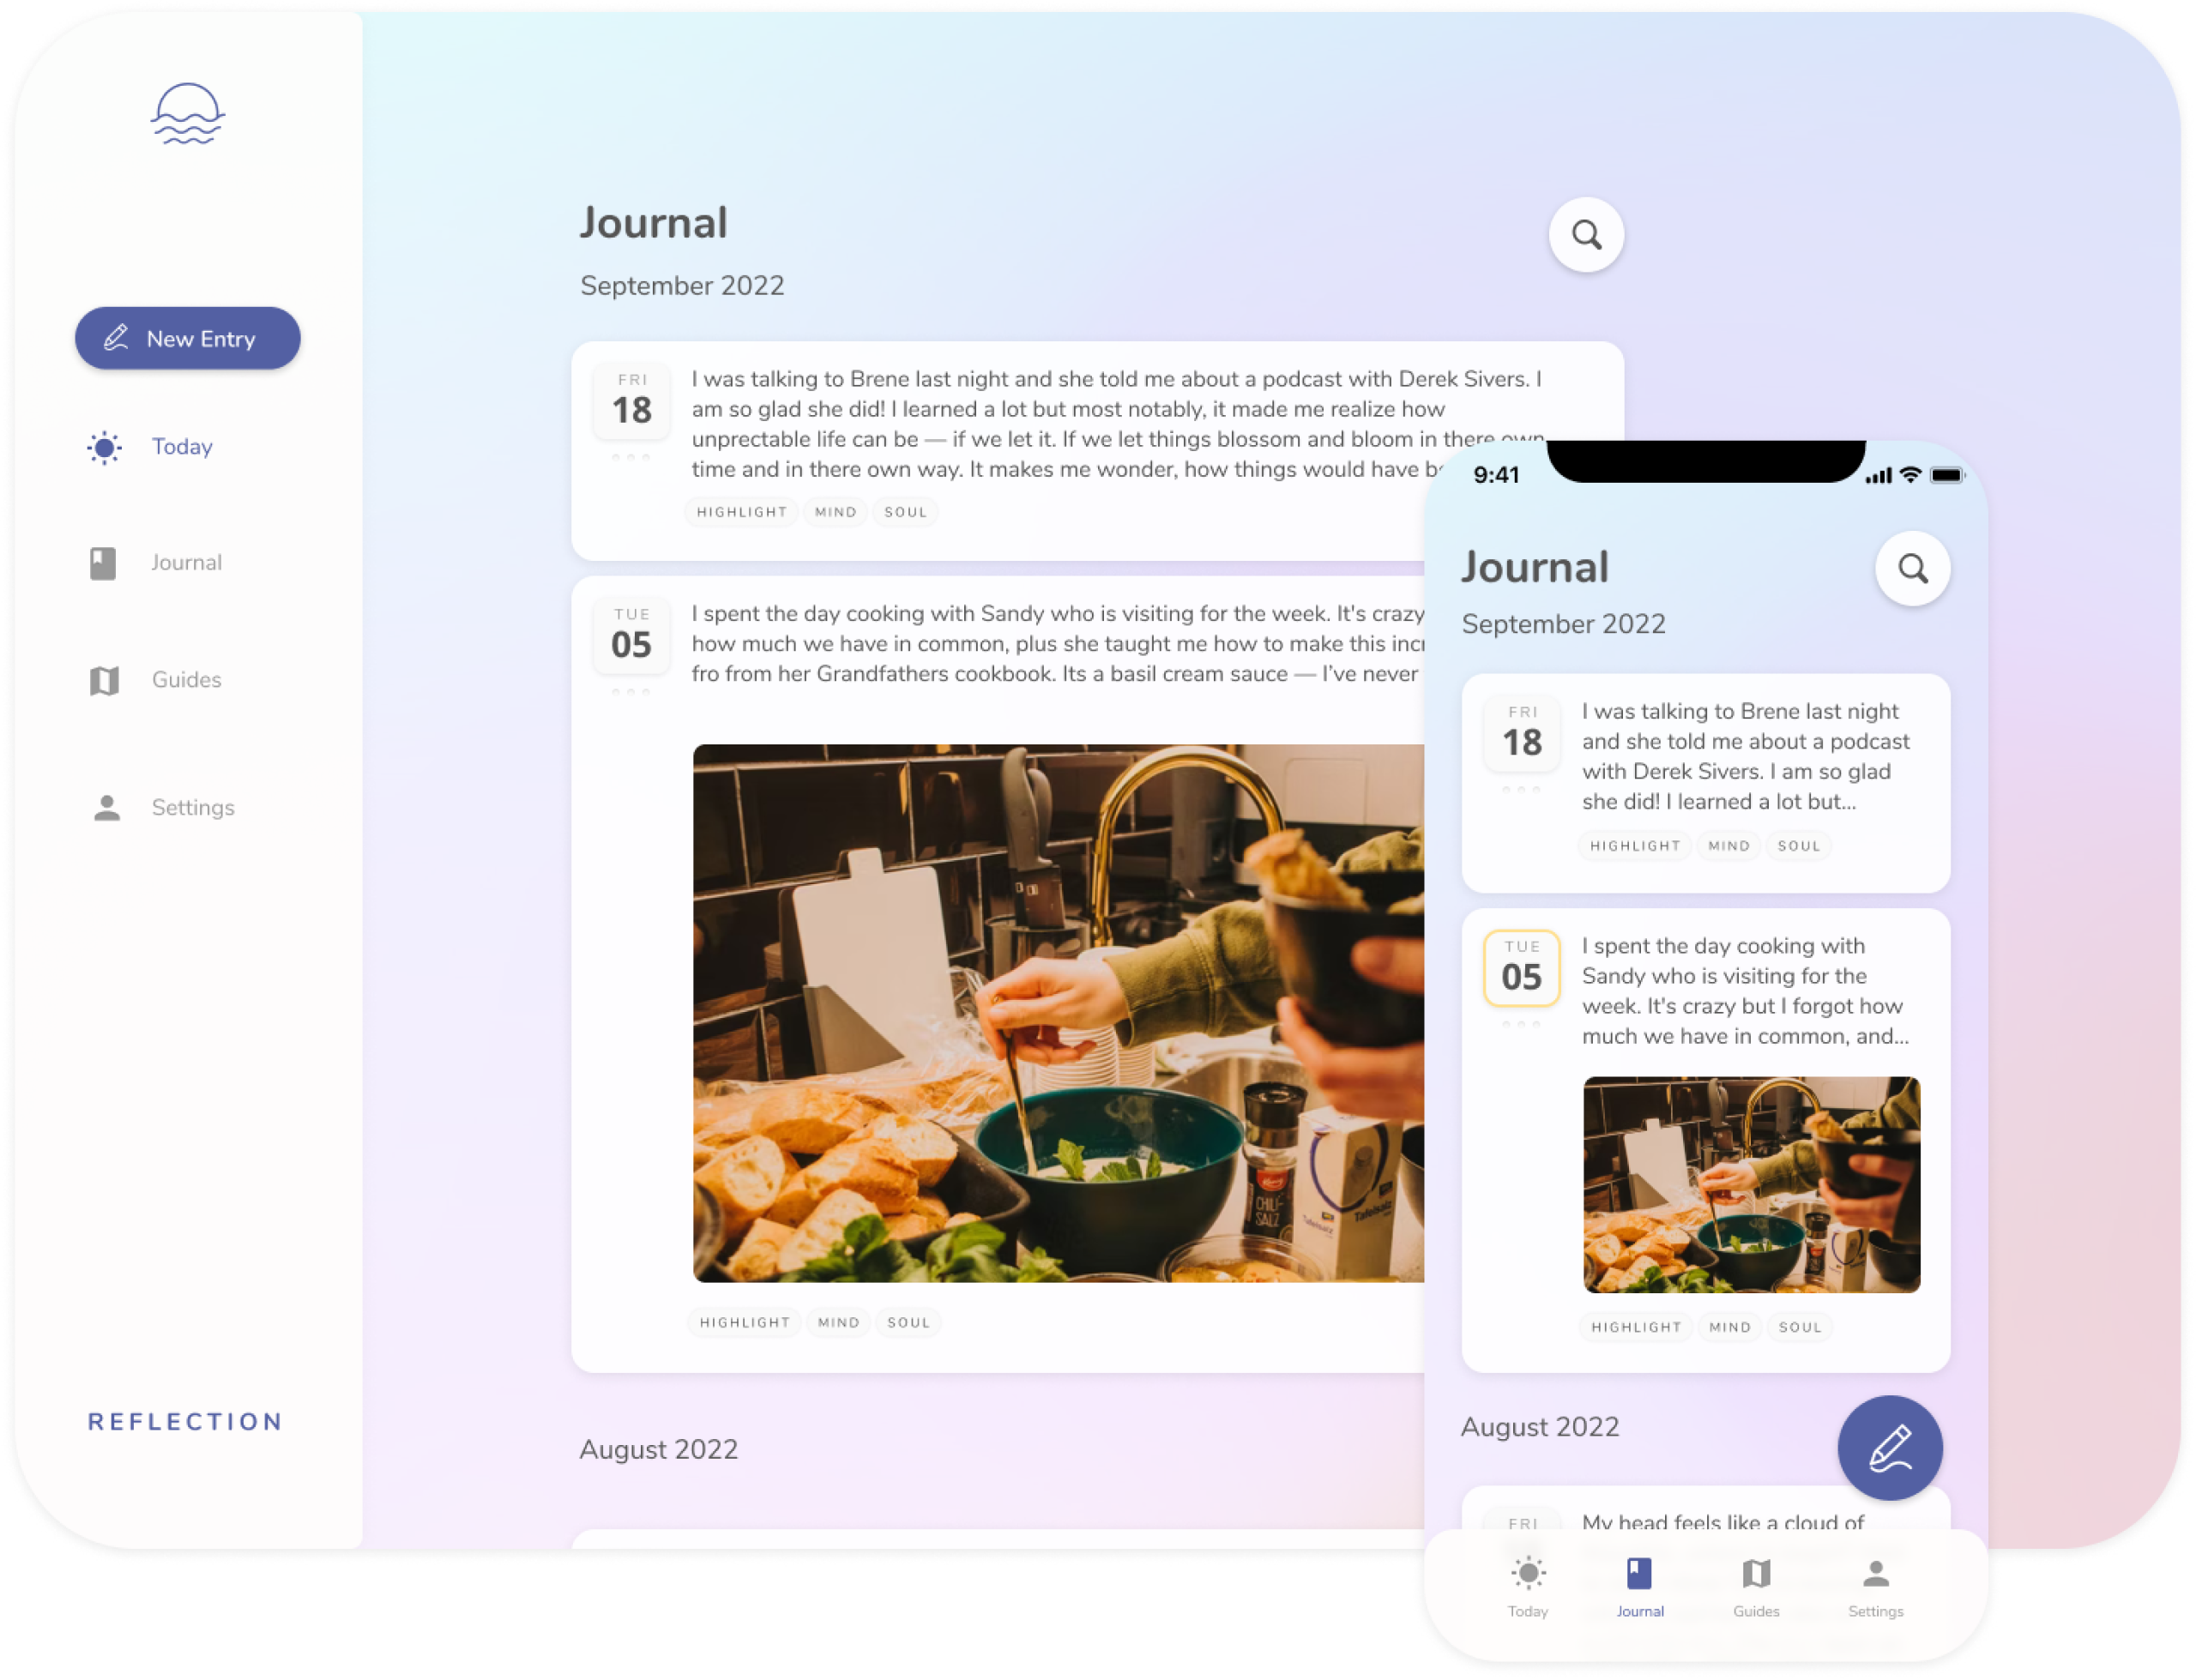 New Entry
Today
Journal
Guides
Settings
REFLECTION
Journal
September 2022
FRI
18
I was talking to Brene last night and she told me about a podcast with Derek Sivers. I
am so glad she did! I learned a lot but most notably, it made me realize how
unprectable life can be — if we let it. If we let things blossom and bloom in there own
time and in there own way. It makes me wonder, how things would have
HIGHLIGHT MIND SOUL
TUE
05
I spent the day cooking with Sandy who is visiting for the week. It's crazy
how much we have in common, plus she taught me how to make this
fro from her Grandfathers cookbook. Its a basil cream sauce — I've never
CHILI-
SALZ
Tafelsalz
HIGHLIGHT MIND SOUL
August 2022
9:41
Journal
September 2022
FRI
18
I was talking to Brene last night
and she told me about a podcast
with Derek Sivers. I am so glad
she did! I learned a lot but...
HIGHLIGHT MIND SOUL
TUE
05
I spent the day cooking with
Sandy who is visiting for the
week. It's crazy but I forgot how
much we have in common, and...
HIGHLIGHT MIND SOUL
August 2022
FRI
My head feels like a cloud of
Today
Journal
Guides
Settings